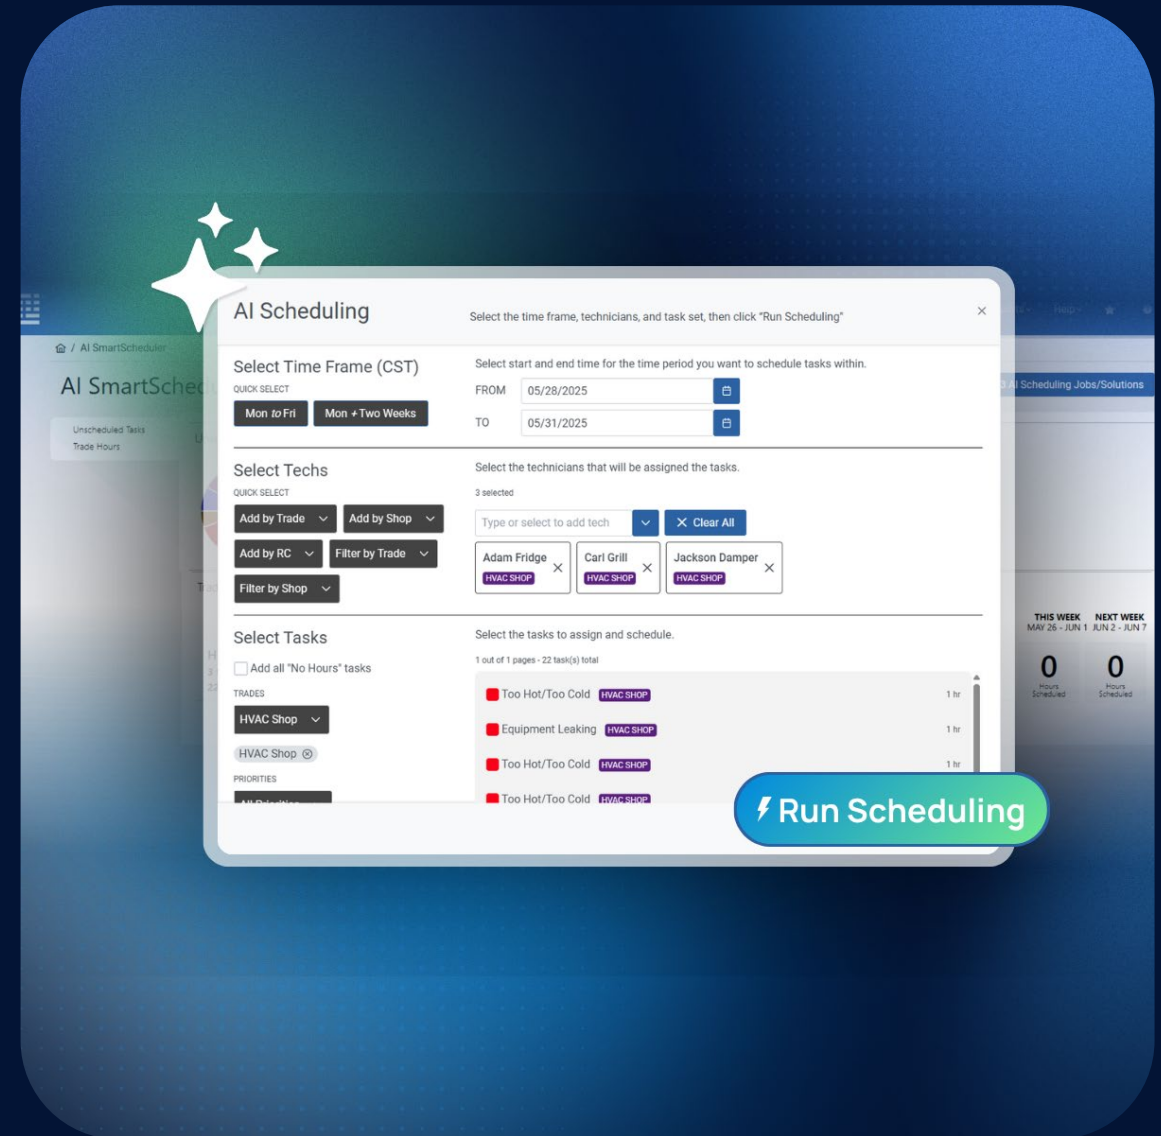 AI Scheduling
Select the time frame, technicians, and task set, then click "Run Scheduling"
Help
/ AI SmartScheduler
AI SmartSched
3 AI Scheduling Jobs/Solutions
Unscheduled Tasks
Trade Hours
Select Time Frame (CST)
Select start and end time for the time period you want to schedule tasks within.
QUICK SELECT
Mon to Fri
Mon + Two Weeks
FROM 05/28/2025
TO 05/31/2025
Select Techs
Select the technicians that will be assigned the tasks.
QUICK SELECT
3 selected
Add by Trade
Add by Shop
Type or select to add tech
Clear All
Add by RC
Filter by Trade
Filter by Shop
Adam Fridge
HVAC SHOP
Carl Grill
HVAC SHOP
Jackson Damper
HVAC SHOP
Select Tasks
Select the tasks to assign and schedule.
Add all "No Hours" tasks
1 out of 1 pages - 22 task(s) total
TRADES
HVAC Shop
HVAC Shop
PRIORITIES
All Priorities
Too Hot/Too Cold HVAC SHOP 1 hr
Equipment Leaking HVAC SHOP 1 hr
Too Hot/Too Cold HVAC SHOP 1 hr
Too Hot/Too Cold HVAC SHOP
THIS WEEK NEXT WEEK
MAY 26 - JUN 1 JUN 2 - JUN 7
0 0
Hours Hours
Scheduled Scheduled
Run Scheduling